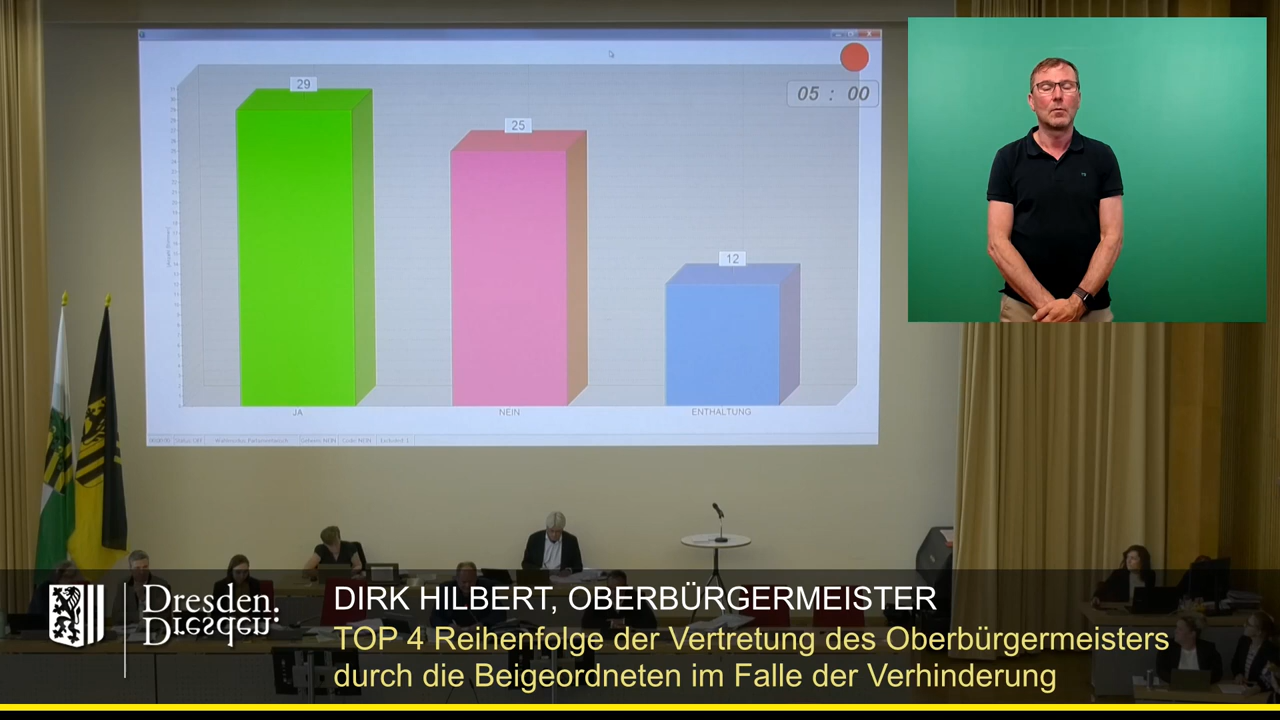 29
05 : 00
25
12
JA
NEIN
ENTHALTUNG
Dresden.
Dresden.
DIRK HILBERT, OBERBÜRGERMEISTER
TOP 4 Reihenfolge der Vertretung des Oberbürgermeisters
durch die Beigeordneten im Falle der Verhinderung